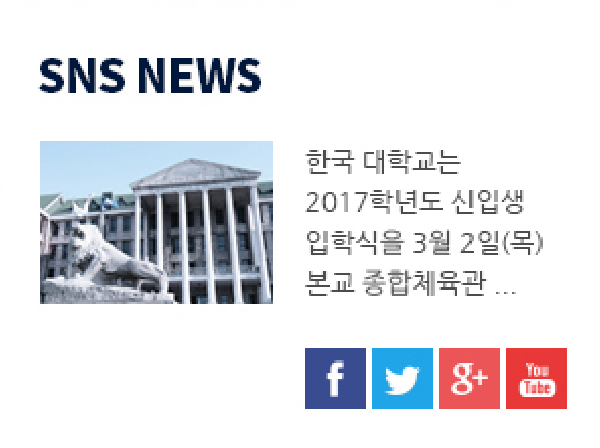 SNS NEWS
한국 대학교는
2017학년도 신입생
입학식을 3월 2일(목)
본교 종합체육관 ...
f
g+
You
Tube